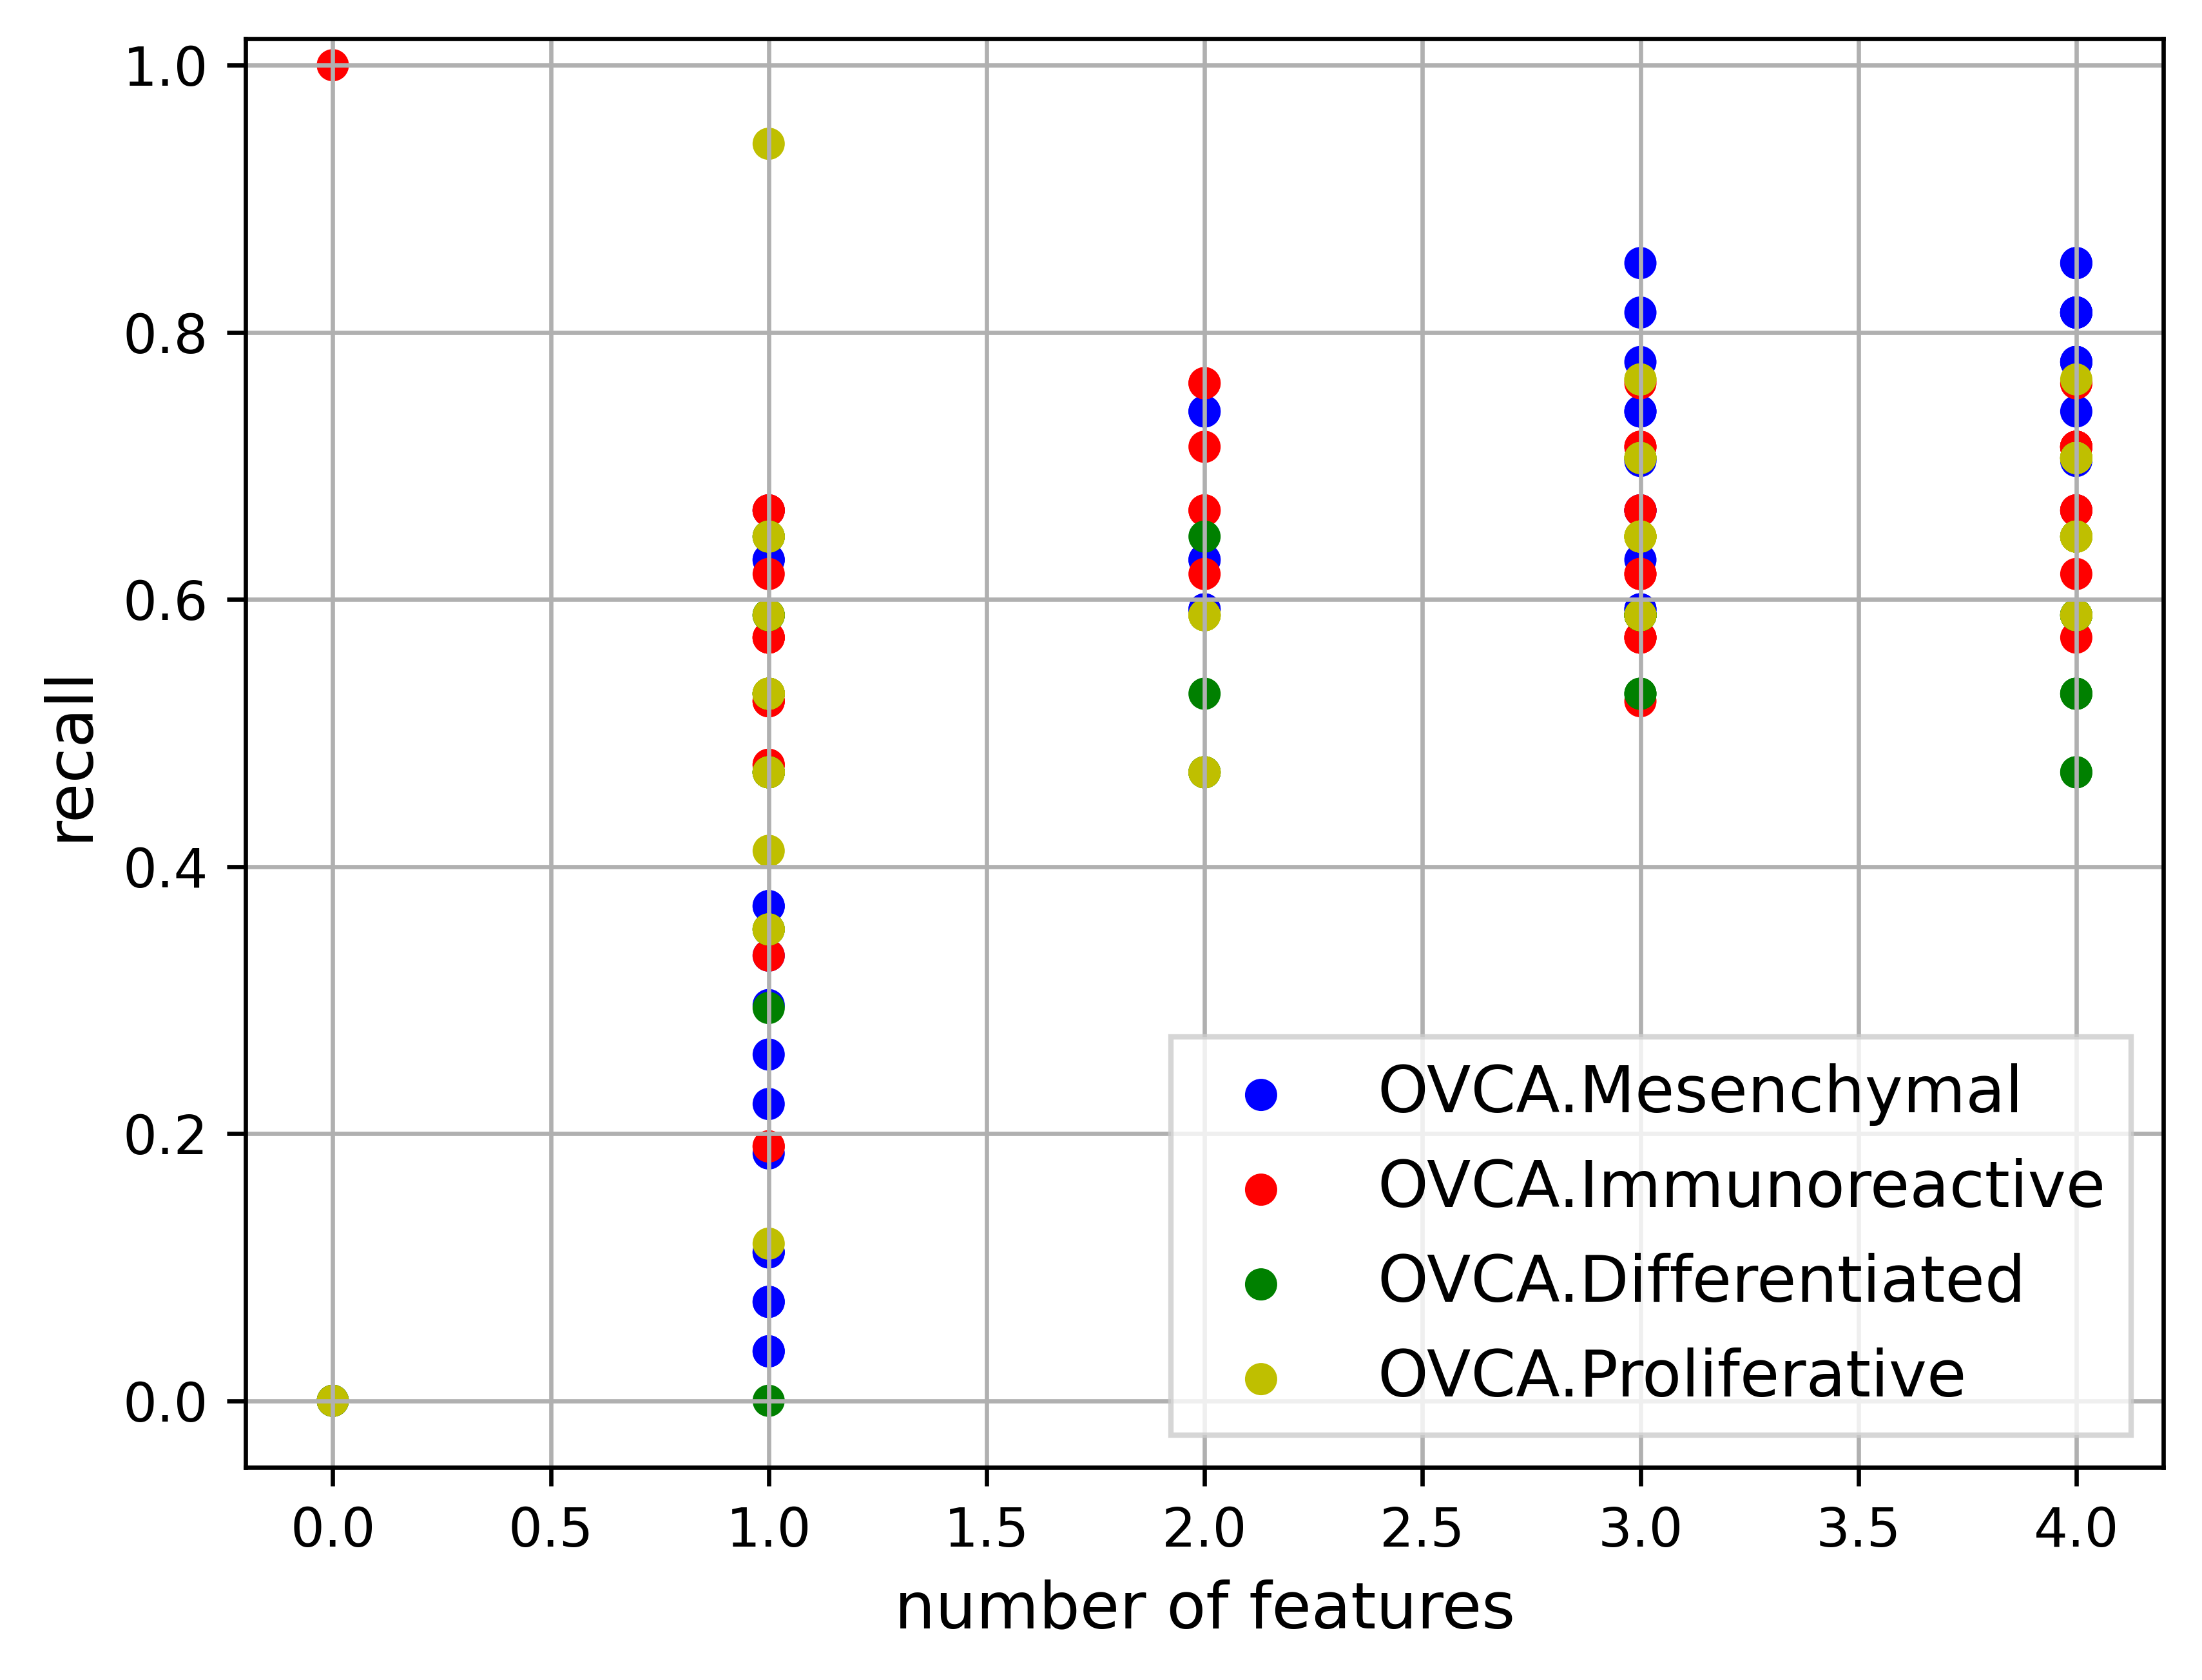 1.0
0.8
0.6
0.4
0.2
0.0
recall
OVCA.Mesenchymal
OVCA.Immunoreactive
OVCA.Differentiated
OVCA.Proliferative
0.0 0.5 1.0 1.5 2.0 2.5 3.0 3.5 4.0
number of features